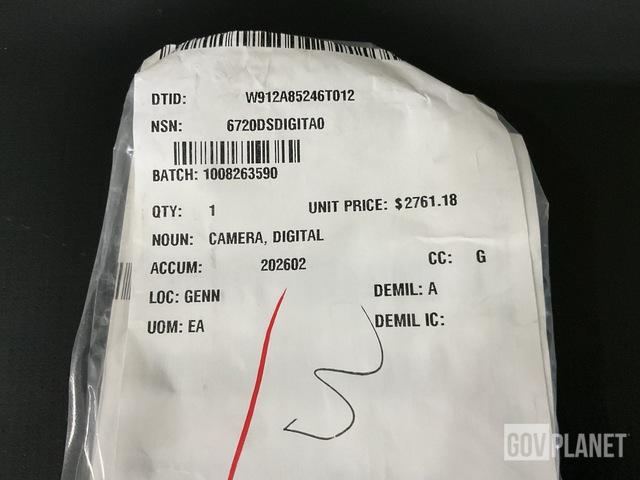 DTID: W912A85246T012
NSN: 6720DSDIGITA0
BATCH: 1008263590
QTY: 1 UNIT PRICE: $2761.18
NOUN: CAMERA, DIGITAL
ACCUM: 202602 CC: G
LOC: GENN DEMIL: A
UOM: EA DEMIL IC:
GOVPLANET